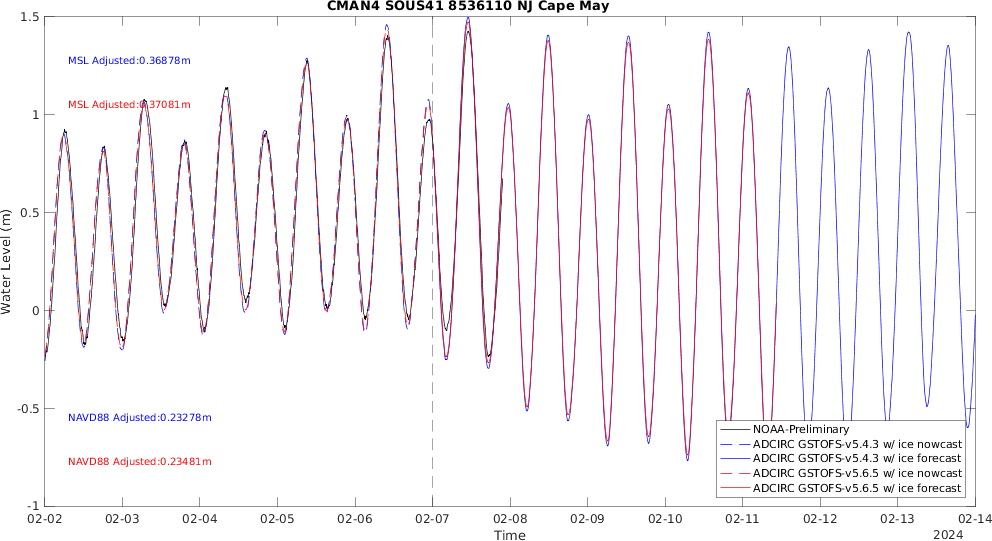 CMAN4 SOUS41 8536110 NJ Cape May
1.5
MSL Adjusted:0.36878m
MSL Adjusted:0.37081m
1
0.5
Water Level (m)
0
-0.5
NAVD88 Adjusted:0.23278m
NAVD88 Adjusted:0.23481m
NOAA-Preliminary
ADCIRC GSTOFS-v5.4.3 w/ ice nowcast
ADCIRC GSTOFS-v5.4.3 w/ ice forecast
ADCIRC GSTOFS-v5.6.5 w/ ice nowcast
ADCIRC GSTOFS-v5.6.5 w/ ice forecast
-1
02-02 02-03 02-04 02-05 02-06 02-07 02-08 02-09 02-10 02-11 02-12 02-13 02-14
Time
2024